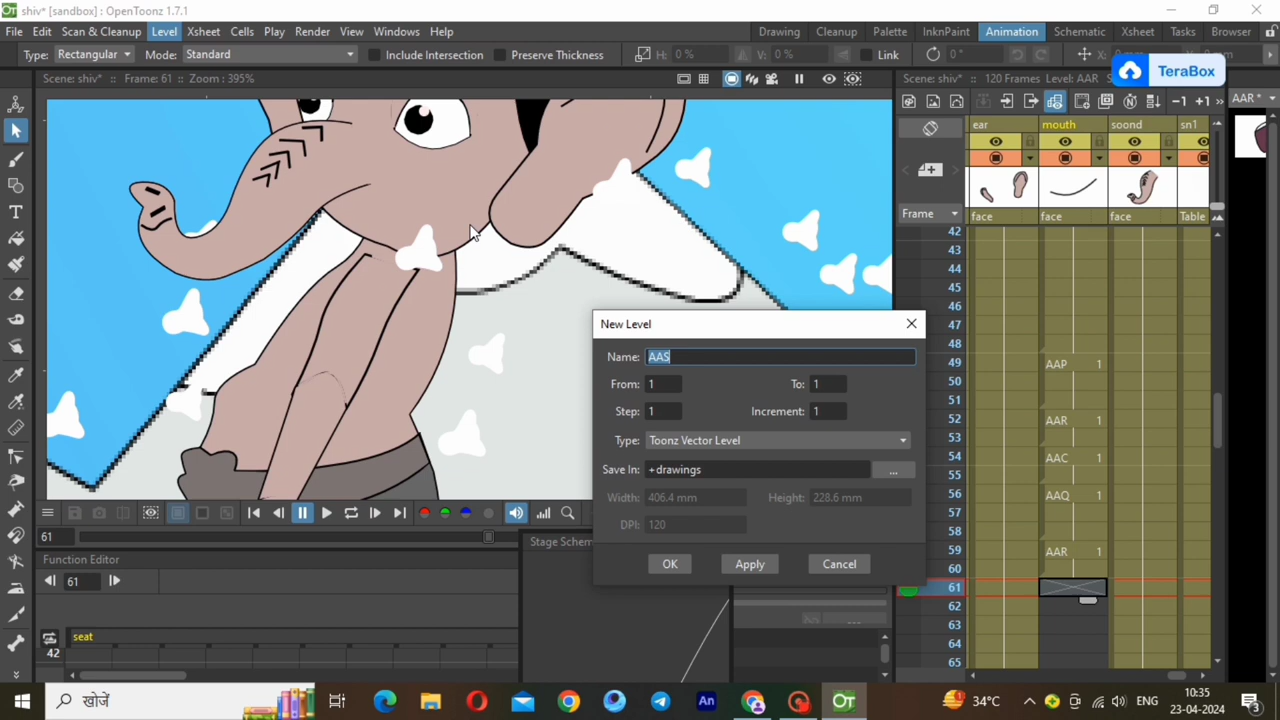 shiv* [sandbox] : OpenToonz 1.7.1
File Edit Scan & Cleanup Level Xsheet Cells Play Render View Windows Help
Drawing Cleanup Palette InknPaint Animation Schematic Xsheet Tasks Browser
Type: Rectangular Mode: Standard Include Intersection Preserve Thickness H: 0 % V: 0 % Link 0 °
Scene: shiv* :: Frame: 61 :: Zoom : 395%
Scene: shiv* :: 120 Frames Level: AAR
TeraBox
-1 +1 » AAR *
ear mouth soond sn1
face face face Table
Frame
42
43
44
45
46
47
48
49 AAP 1
50
51
52 AAR 1
53
54 AAC 1
55
56 AAQ 1
57
58
59 AAR 1
60
61
62
63
64
65
New Level
Name: AAS
From: 1 To: 1
Step: 1 Increment: 1
Type: Toonz Vector Level
Save In: +drawings ...
Width: 406.4 mm Height: 228.6 mm
DPI: 120
OK Apply Cancel
61
Function Editor
Stage Schem
61
seat
42
खोजें
An
34°C
ENG
10:35
23-04-2024
3